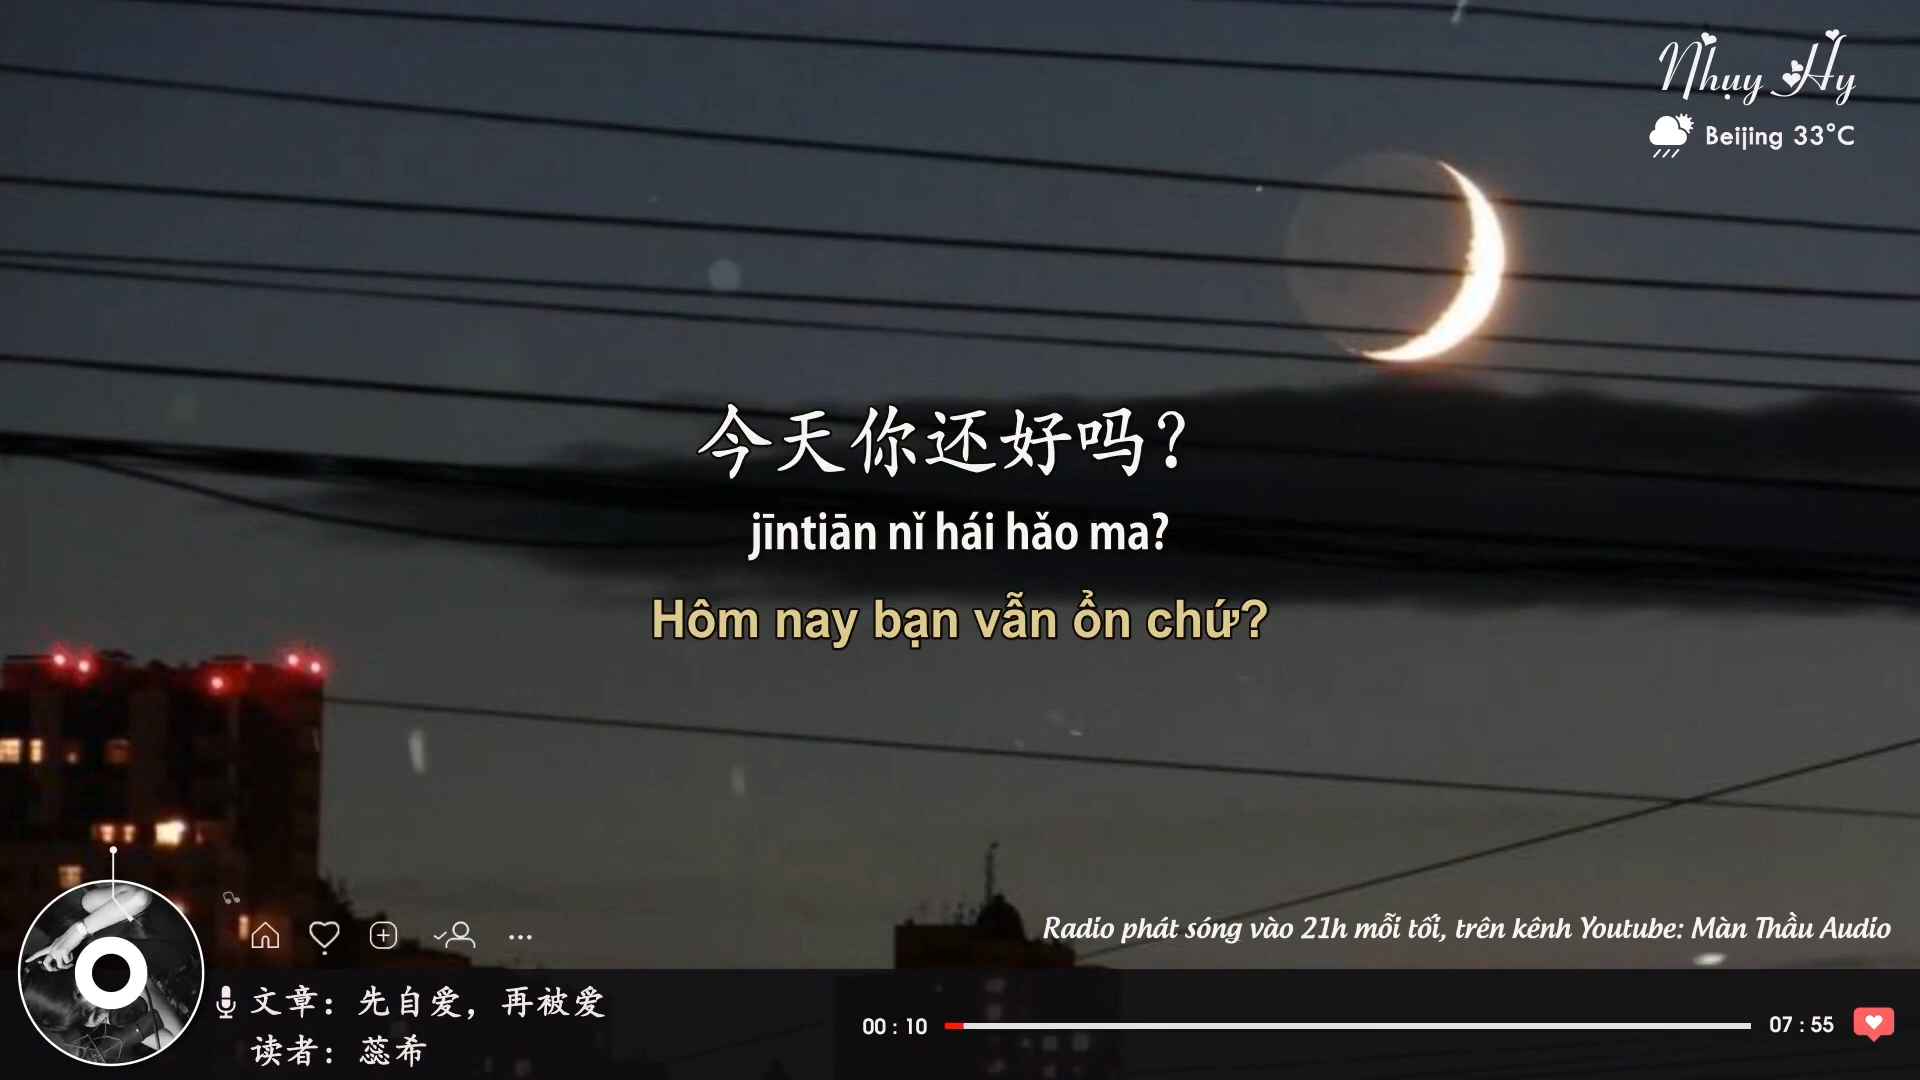 Nhụy Hy
Beijing 33°C
今天你还好吗？
jīntiān nǐ hái hǎo ma?
Hôm nay bạn vẫn ổn chứ?
Radio phát sóng vào 21h mỗi tối, trên kênh Youtube: Màn Thầu Audio
文章：先自爱，再被爱
读者：蕊希
00 : 10
07 : 55